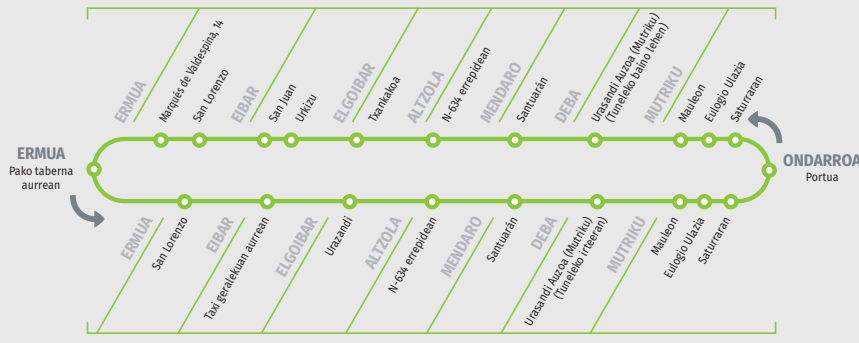 ERMUA
Marqués de Valdespina, 14
San Lorenzo
EIBAR
San Juan
Urkizu
ELGOIBAR
Txankakoa
ALTZOLA
N-634 errepidean
MENDARO
Santuarán
DEBA
Urasandi Auzoa (Mutriku)
(Tuneleko baino lehen)
MUTRIKU
Mauleon
Eulogio Ulazia
Saturraran
ERMUA
Pako taberna
aurrean
ONDARROA
Portua
ERMUA
San Lorenzo
EIBAR
Taxi geralekuan aurrean
ELGOIBAR
Urazandi
ALTZOLA
N-634 errepidean
MENDARO
Santuarán
DEBA
Urasandi Auzoa (Mutriku)
(Tuneleko irteeran)
MUTRIKU
Mauleon
Eulogio Ulazia
Saturraran